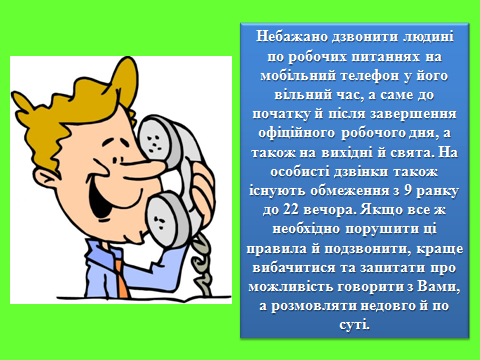 Небажано дзвонити людині
по робочих питаннях на
мобільний телефон у його
вільний час, а саме до
початку й після завершення
офіційного робочого дня, а
також на вихідні й свята. На
особисті дзвінки також
існують обмеження з 9 ранку
до 22 вечора. Якщо все ж
необхідно порушити ці
правила й подзвонити, краще
вибачитися та запитати про
можливість говорити з Вами,
а розмовляти недовго й по
суті.